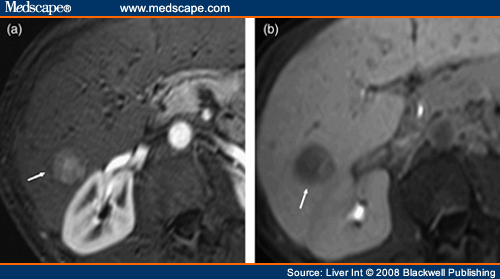 Medscape® www.medscape.com
(a) (b)
Source: Liver Int © 2008 Blackwell Publishing